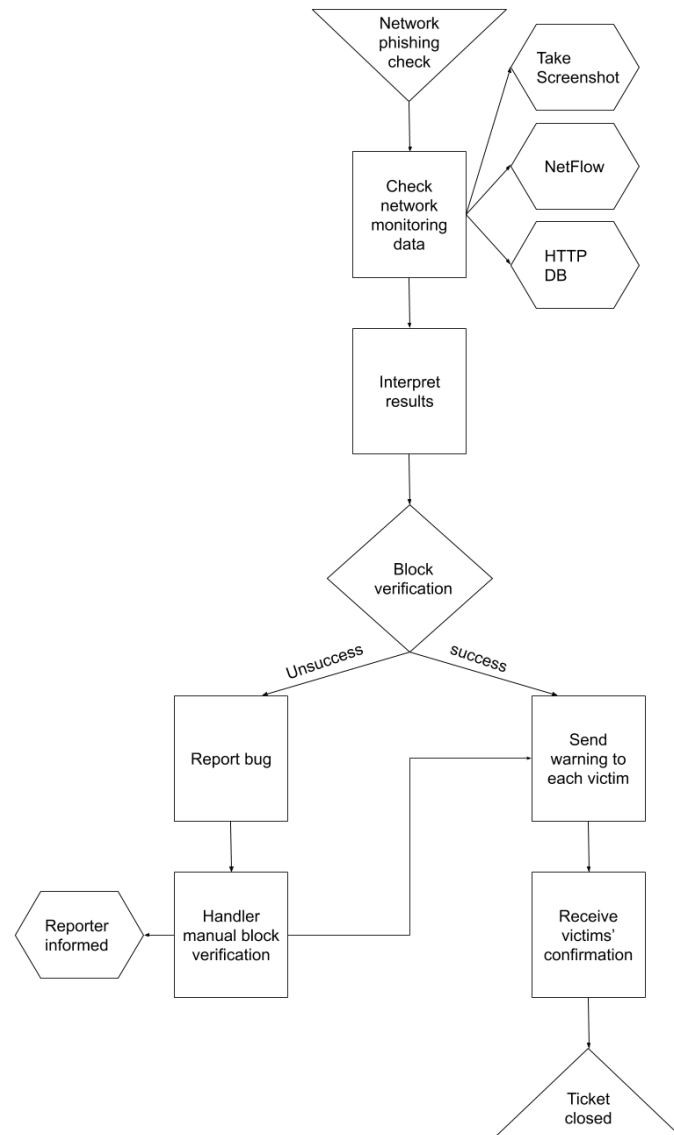 Network
phishing
check
Take
Screenshot
Check
network
monitoring
data
NetFlow
HTTP
DB
Interpret
results
Block
verification
Unsuccess
success
Report bug
Send
warning to
each victim
Reporter
informed
Handler
manual block
verification
Receive
victims’
confirmation
Ticket
closed